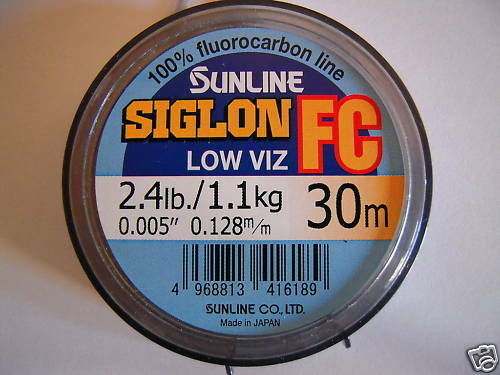 100% fluorocarbon line
SUNLINE
SIGLON FC
LOW VIZ
2.4lb./1.1kg 30m
0.005" 0.128m/m
4 968813 416189
SUNLINE CO.,LTD.
Made in JAPAN